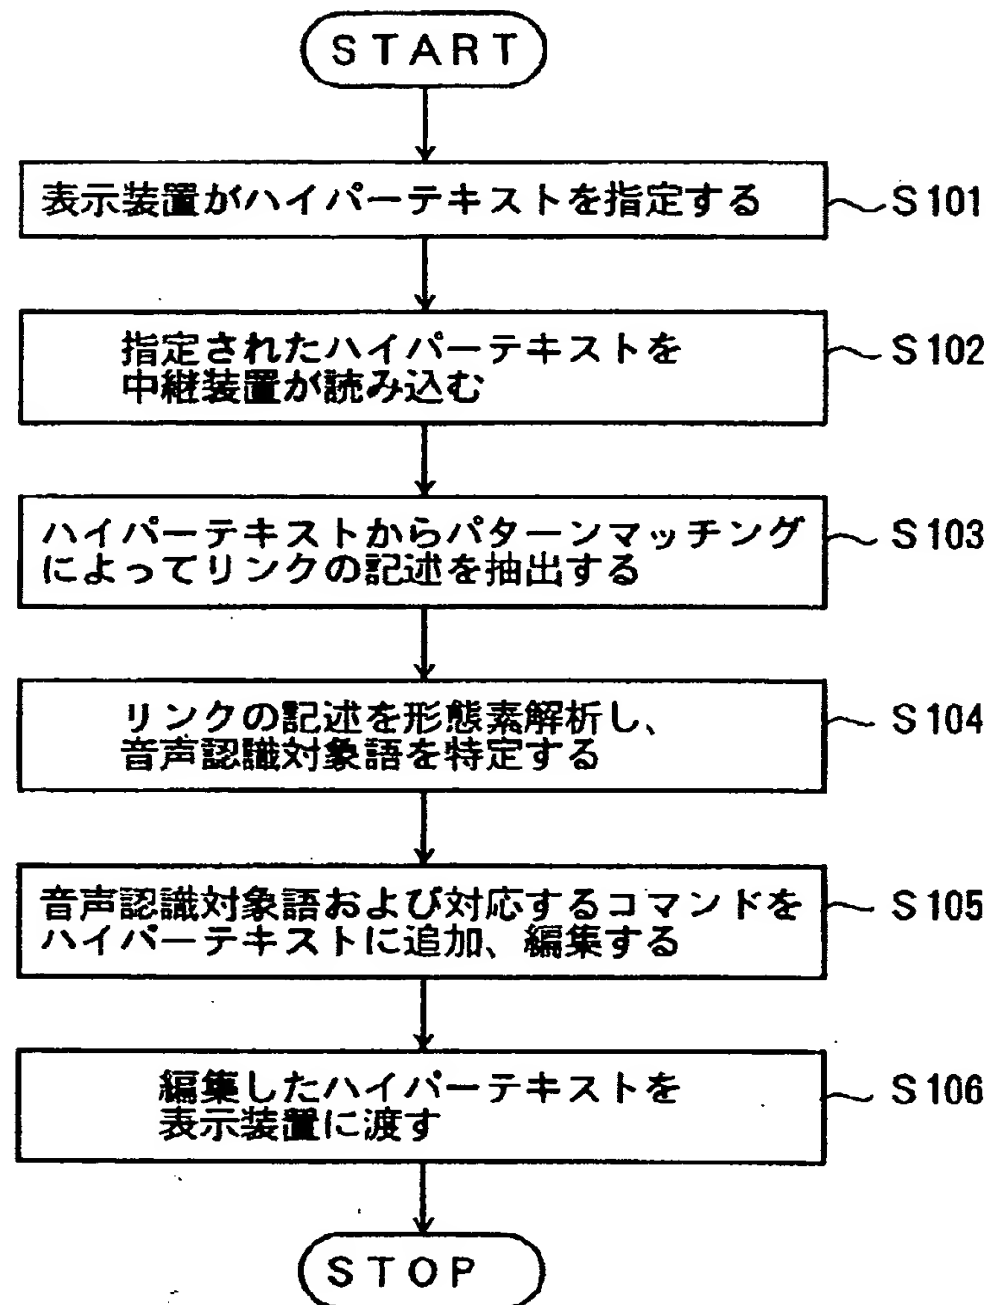 START
表示装置がハイパーテキストを指定する
S101
指定されたハイパーテキストを
中継装置が読み込む
S102
ハイパーテキストからパターンマッチング
によってリンクの記述を抽出する
S103
リンクの記述を形態素解析し、
音声認識対象語を特定する
S104
音声認識対象語および対応するコマンドを
ハイパーテキストに追加、編集する
S105
編集したハイパーテキストを
表示装置に渡す
S106
STOP